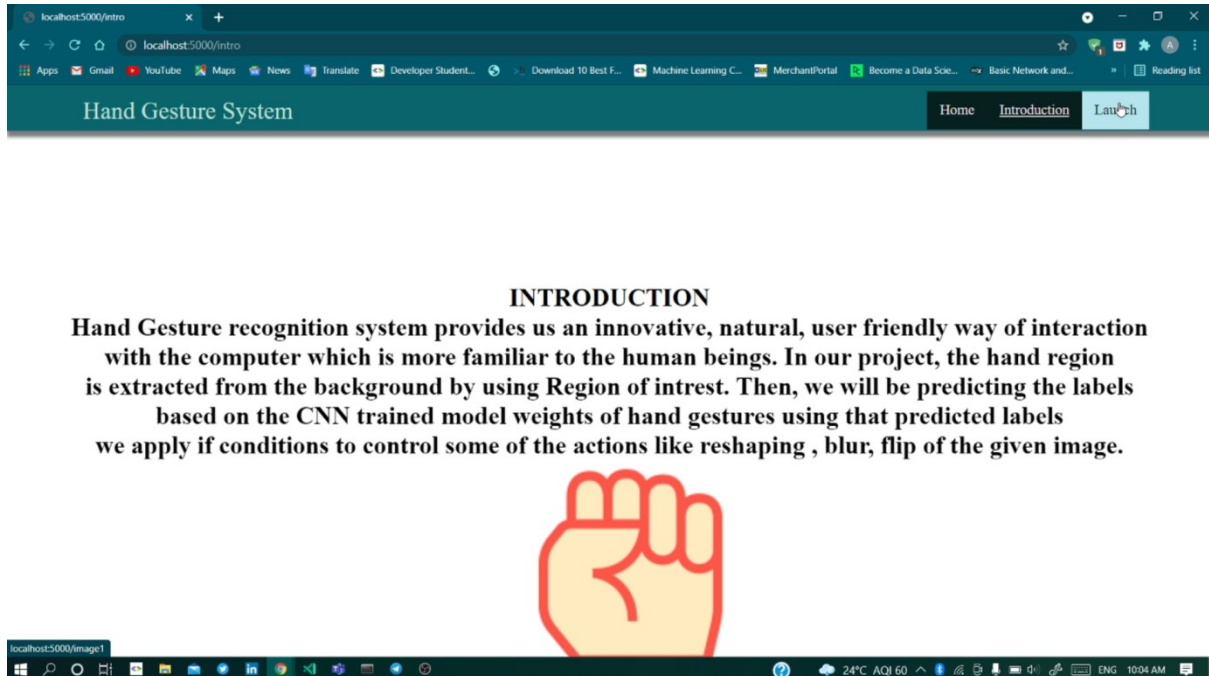 localhost:5000/intro
localhost:5000/intro
Apps Gmail YouTube Maps News Translate Developer Student... Download 10 Best F... Machine Learning C... MerchantPortal Become a Data Scie... Basic Network and... » Reading list
Hand Gesture System Home Introduction Launch
INTRODUCTION
Hand Gesture recognition system provides us an innovative, natural, user friendly way of interaction
with the computer which is more familiar to the human beings. In our project, the hand region
is extracted from the background by using Region of intrest. Then, we will be predicting the labels
based on the CNN trained model weights of hand gestures using that predicted labels
we apply if conditions to control some of the actions like reshaping , blur, flip of the given image.
localhost:5000/image1
24°C AQI 60 ENG 10:04 AM